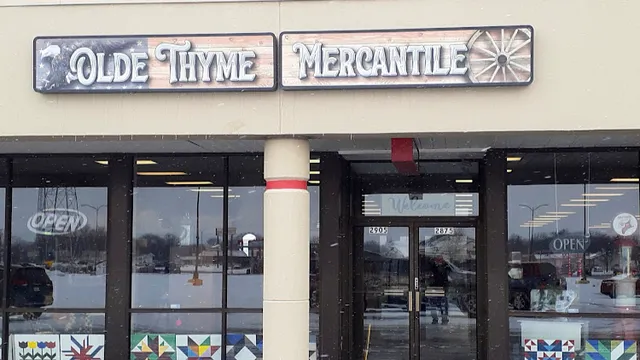 OLDE THYME MERCANTILE
OPEN
Welcome
2905 2875
OPEN